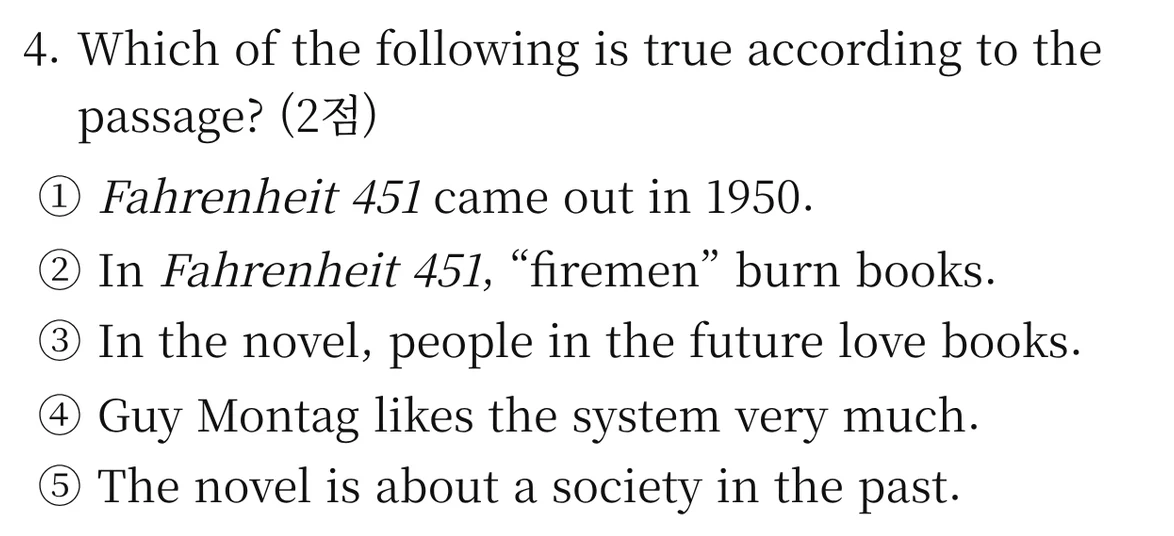 4. Which of the following is true according to the
passage? (2점)
① Fahrenheit 451 came out in 1950.
② In Fahrenheit 451, “firemen” burn books.
③ In the novel, people in the future love books.
④ Guy Montag likes the system very much.
⑤ The novel is about a society in the past.